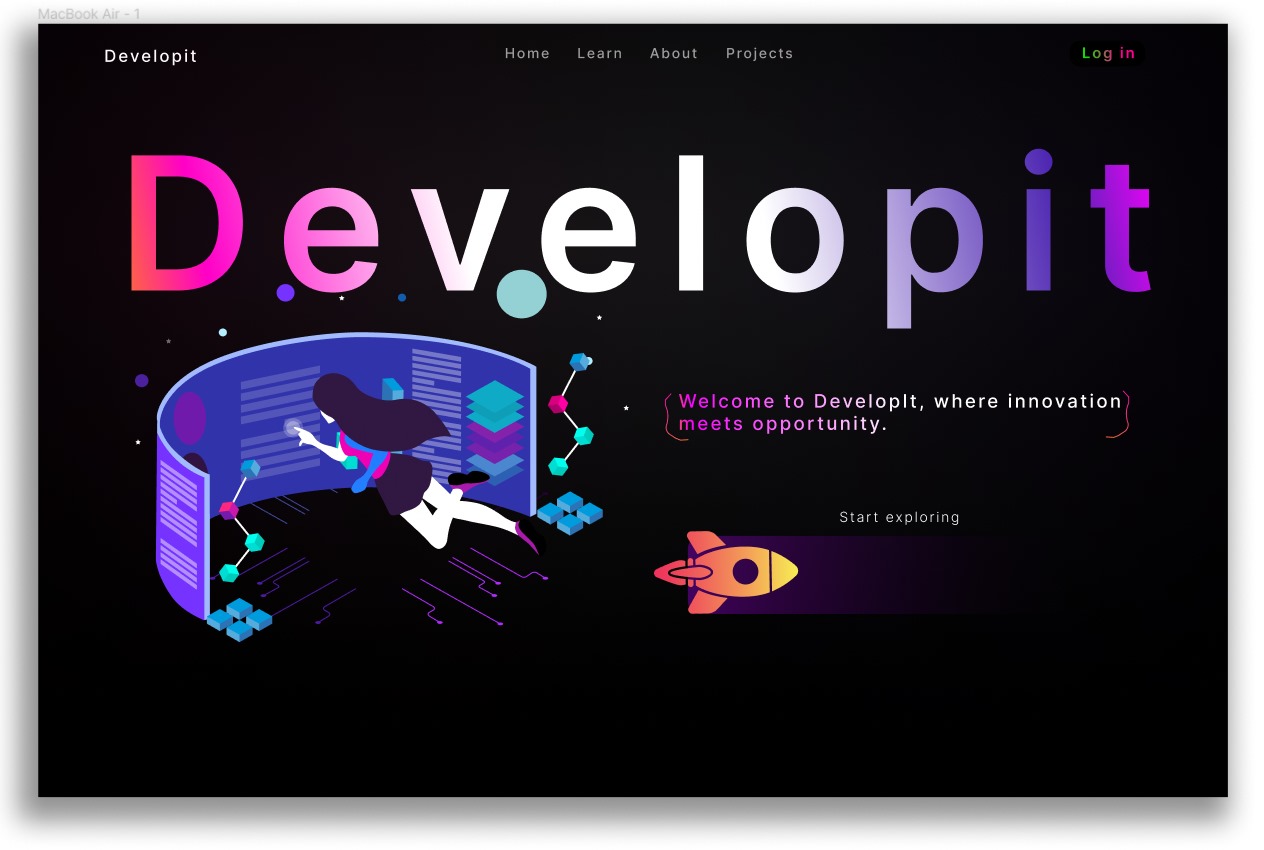 MacBook Air - 1
Developit
Home Learn About Projects
Log in
Developit
Welcome to DevelopIt, where innovation
meets opportunity.
Start exploring